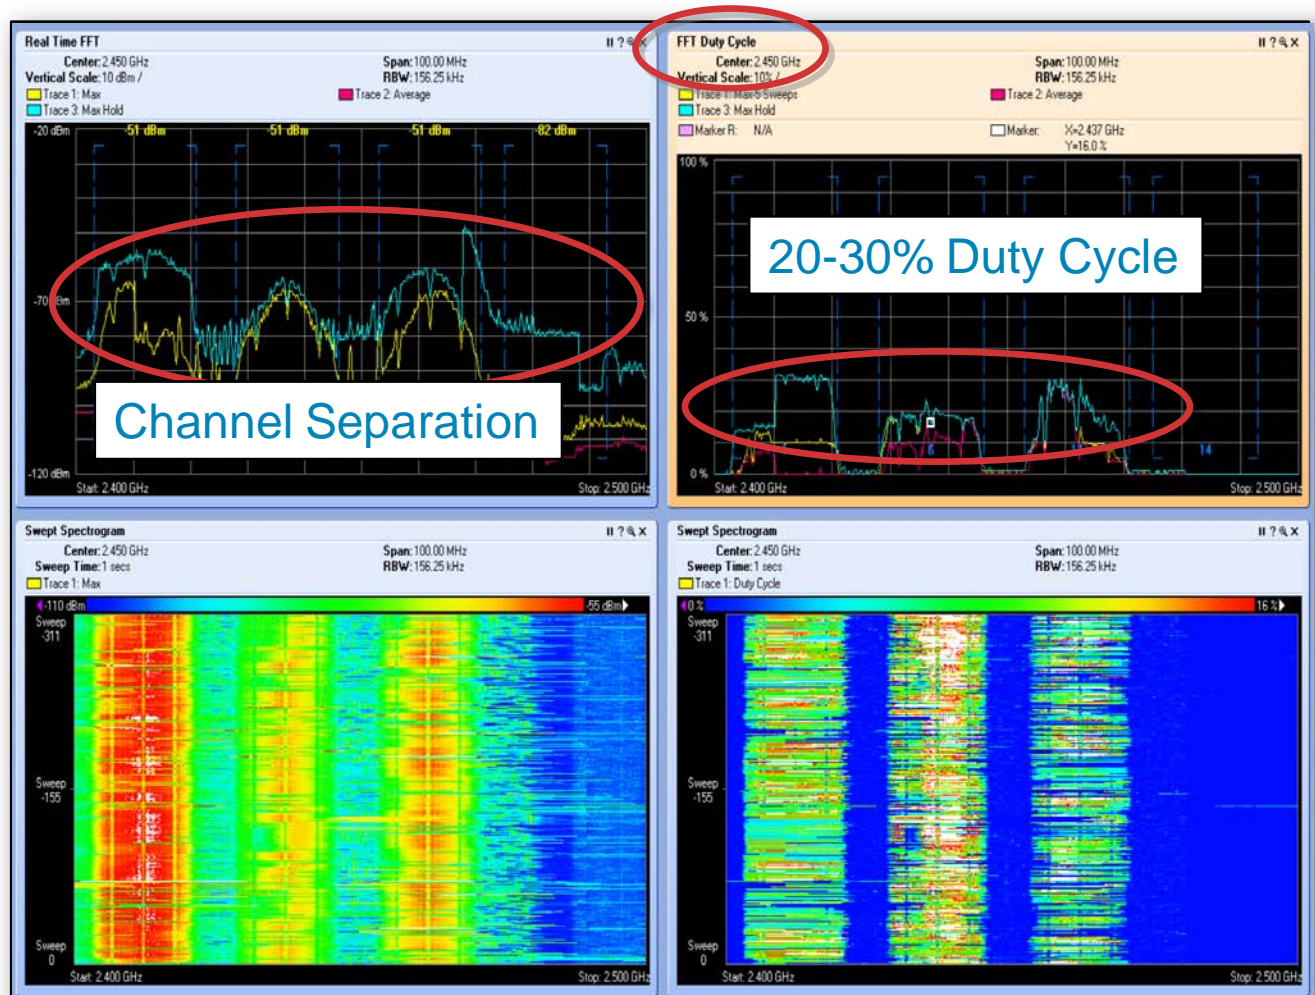 Real Time FFT
II ? X
Center: 2.450 GHz
Span: 100.00 MHz
Vertical Scale: 10 dBm /
RBW: 156.25 kHz
Trace 1: Max
Trace 2: Average
Trace 3: Max Hold
-20 dBm
-51 dBm
-51 dBm
-51 dBm
-82 dBm
-70 dBm
Channel Separation
-120 dBm
Start: 2.400 GHz
Stop: 2.500 GHz
FFT Duty Cycle
II ? X
Center: 2.450 GHz
Span: 100.00 MHz
Vertical Scale: 10% /
RBW: 156.25 kHz
Trace 1: Max-5 Sweeps
Trace 2: Average
Trace 3: Max Hold
Marker R: N/A
Marker: X=2.437 GHz
Y=16.0 %
100 %
20-30% Duty Cycle
50 %
6
14
0 %
Start: 2.400 GHz
Stop: 2.500 GHz
Swept Spectrogram
II ? X
Center: 2.450 GHz
Span: 100.00 MHz
Sweep Time: 1 secs
RBW: 156.25 kHz
Trace 1: Max
-110 dBm
-55 dBm
Sweep
-311
Sweep
-155
Sweep
0
Start: 2.400 GHz
Stop: 2.500 GHz
Swept Spectrogram
II ? X
Center: 2.450 GHz
Span: 100.00 MHz
Sweep Time: 1 secs
RBW: 156.25 kHz
Trace 1: Duty Cycle
0 %
16 %
Sweep
-311
Sweep
-155
Sweep
0
Start: 2.400 GHz
Stop: 2.500 GHz